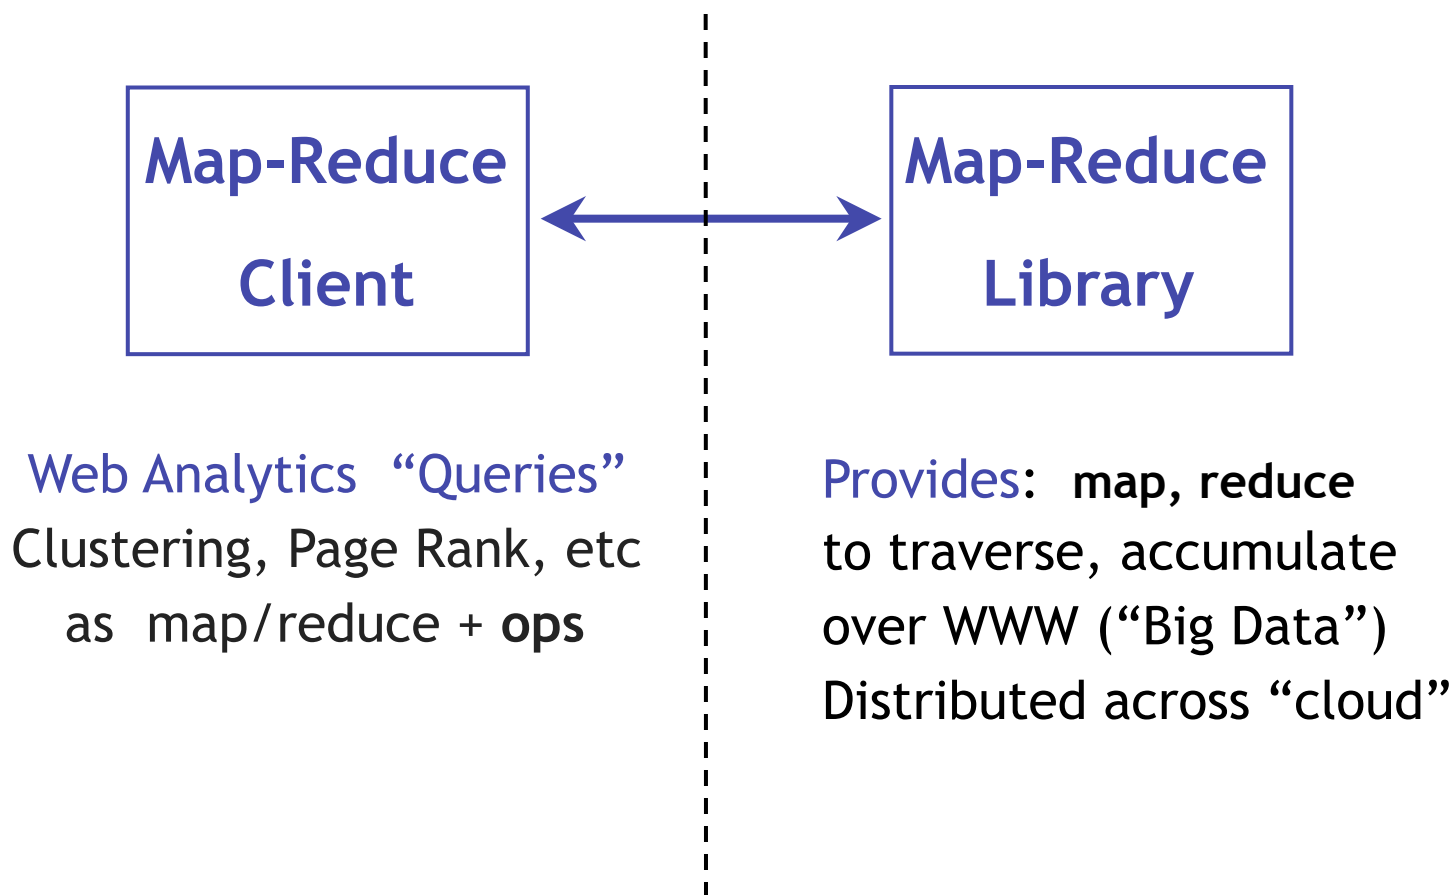 Map-Reduce
Client
Map-Reduce
Library
Web Analytics “Queries”
Clustering, Page Rank, etc
as map/reduce + ops
Provides: map, reduce
to traverse, accumulate
over WWW (“Big Data”)
Distributed across “cloud”